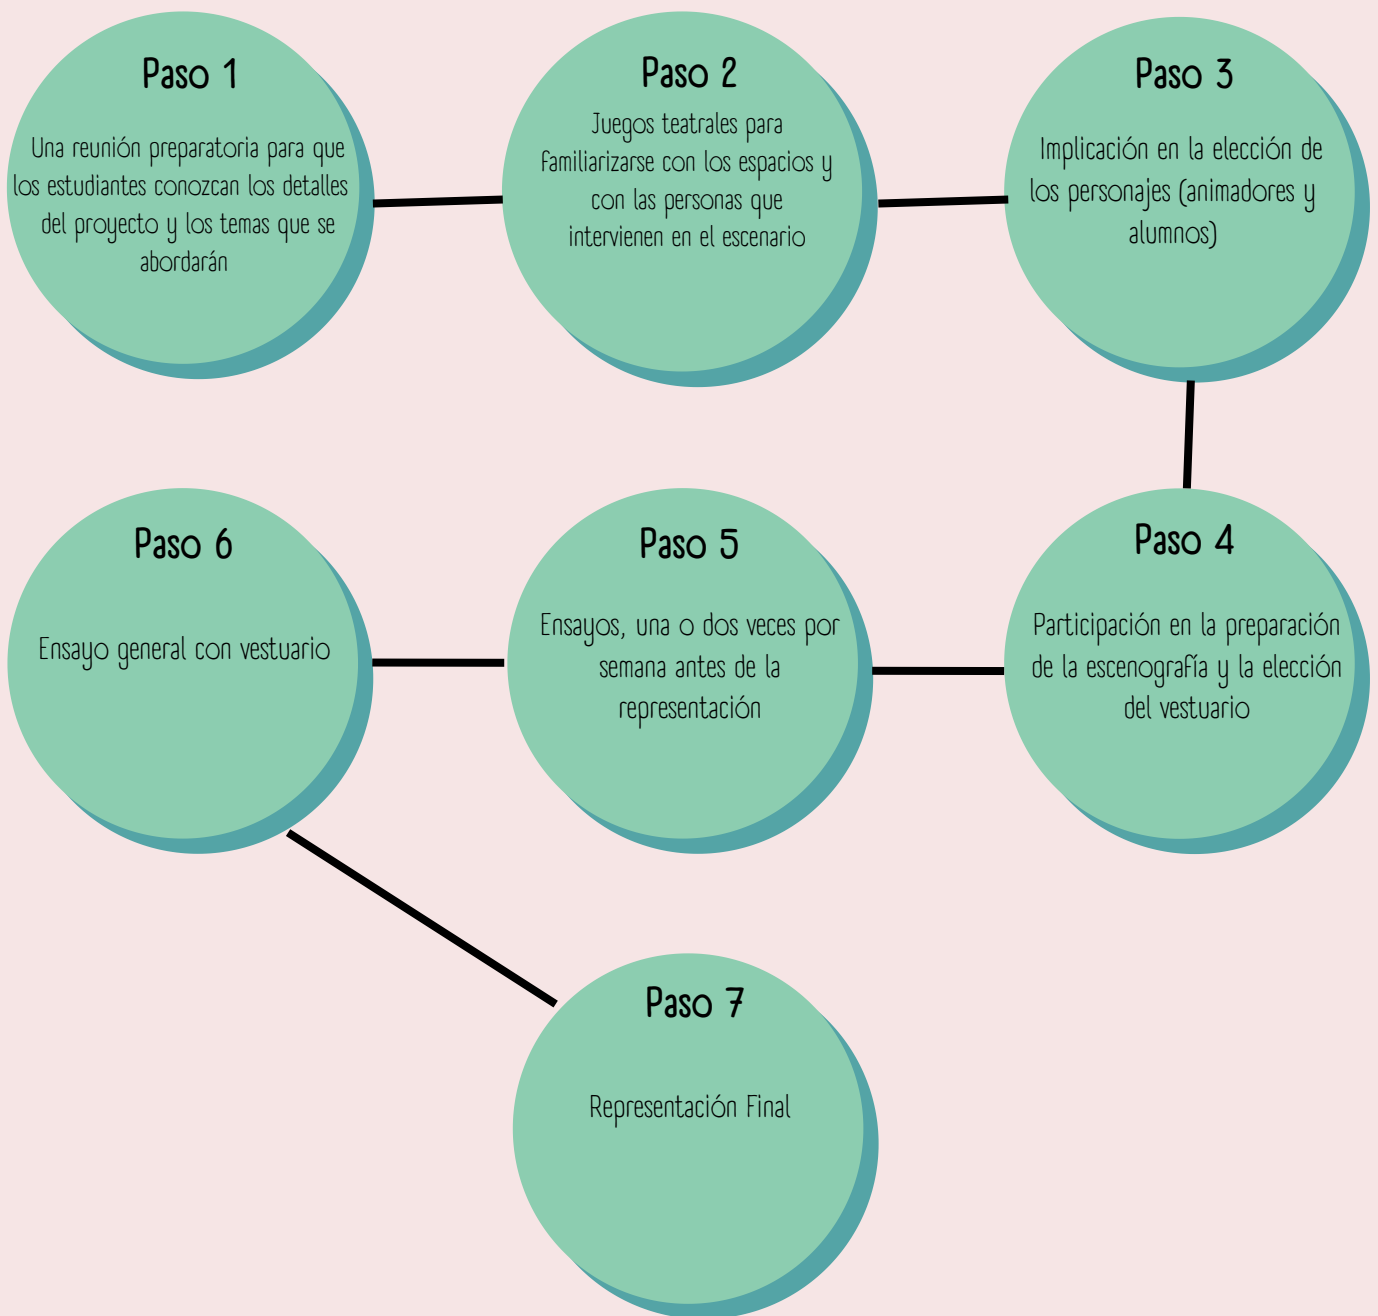 Paso 1
Una reunión preparatoria para que
los estudiantes conozcan los detalles
del proyecto y los temas que se
abordarán
Paso 2
Juegos teatrales para
familiarizarse con los espacios y
con las personas que
intervienen en el escenario
Paso 3
Implicación en la elección de
los personajes (animadores y
alumnos)
Paso 4
Participación en la preparación
de la escenografía y la elección
del vestuario
Paso 5
Ensayos, una o dos veces por
semana antes de la
representación
Paso 6
Ensayo general con vestuario
Paso 7
Representación Final